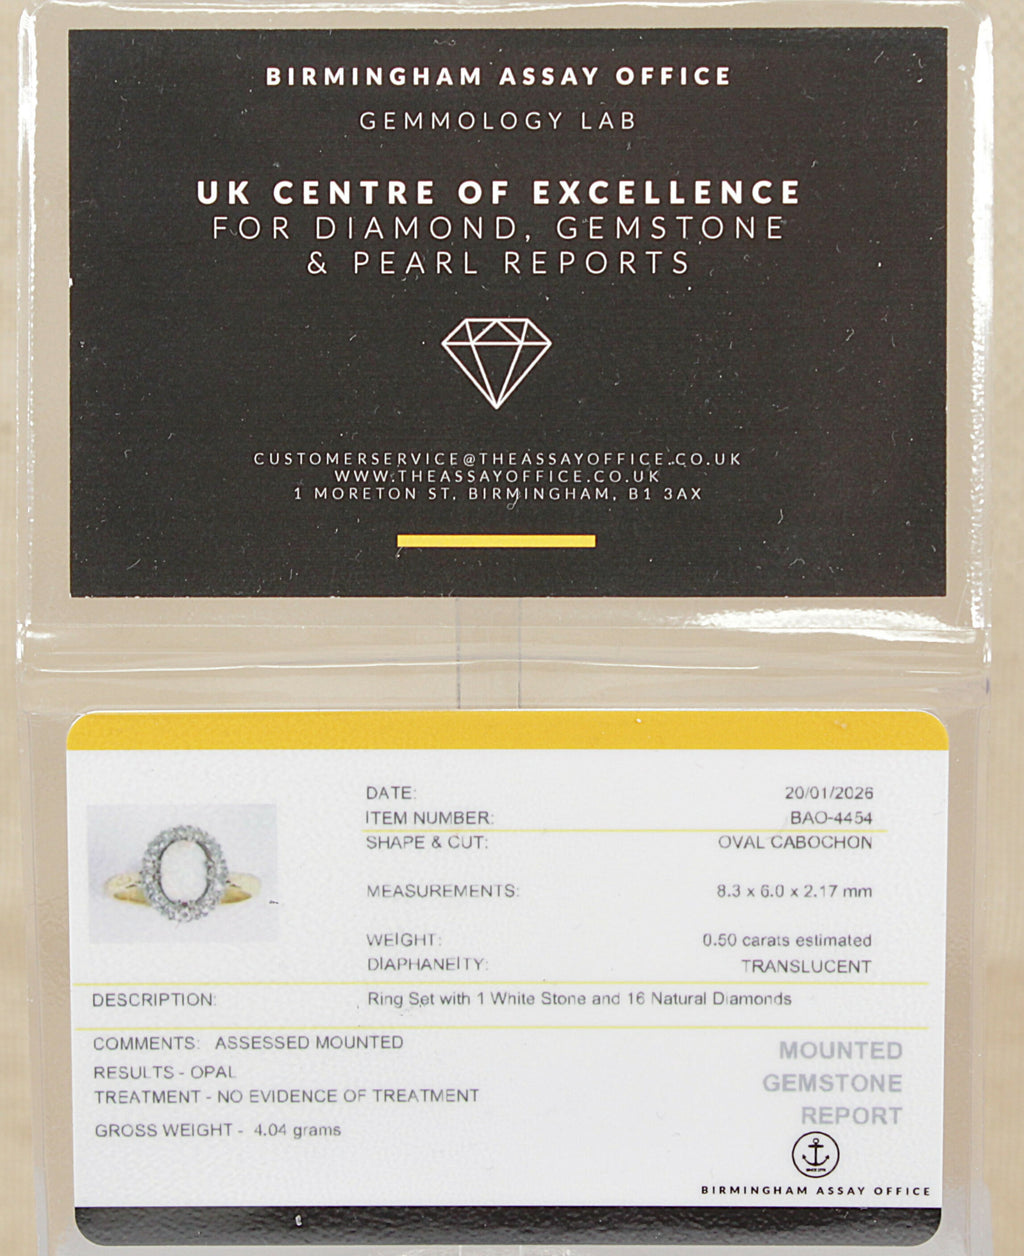 BIRMINGHAM ASSAY OFFICE
GEMMOLOGY LAB
UK CENTRE OF EXCELLENCE
FOR DIAMOND, GEMSTONE
& PEARL REPORTS
CUSTOMERSERVICE@THEASSAYOFFICE.CO.UK
WWW.THEASSAYOFFICE.CO.UK
1 MORETON ST, BIRMINGHAM, B1 3AX
DATE: 20/01/2026
ITEM NUMBER: BAO-4454
SHAPE & CUT: OVAL CABOCHON
MEASUREMENTS: 8.3 x 6.0 x 2.17 mm
WEIGHT: 0.50 carats estimated
DIAPHANEITY: TRANSLUCENT
DESCRIPTION: Ring Set with 1 White Stone and 16 Natural Diamonds
COMMENTS: ASSESSED MOUNTED
RESULTS - OPAL
TREATMENT - NO EVIDENCE OF TREATMENT
GROSS WEIGHT - 4.04 grams
MOUNTED
GEMSTONE
REPORT
BIRMINGHAM ASSAY OFFICE